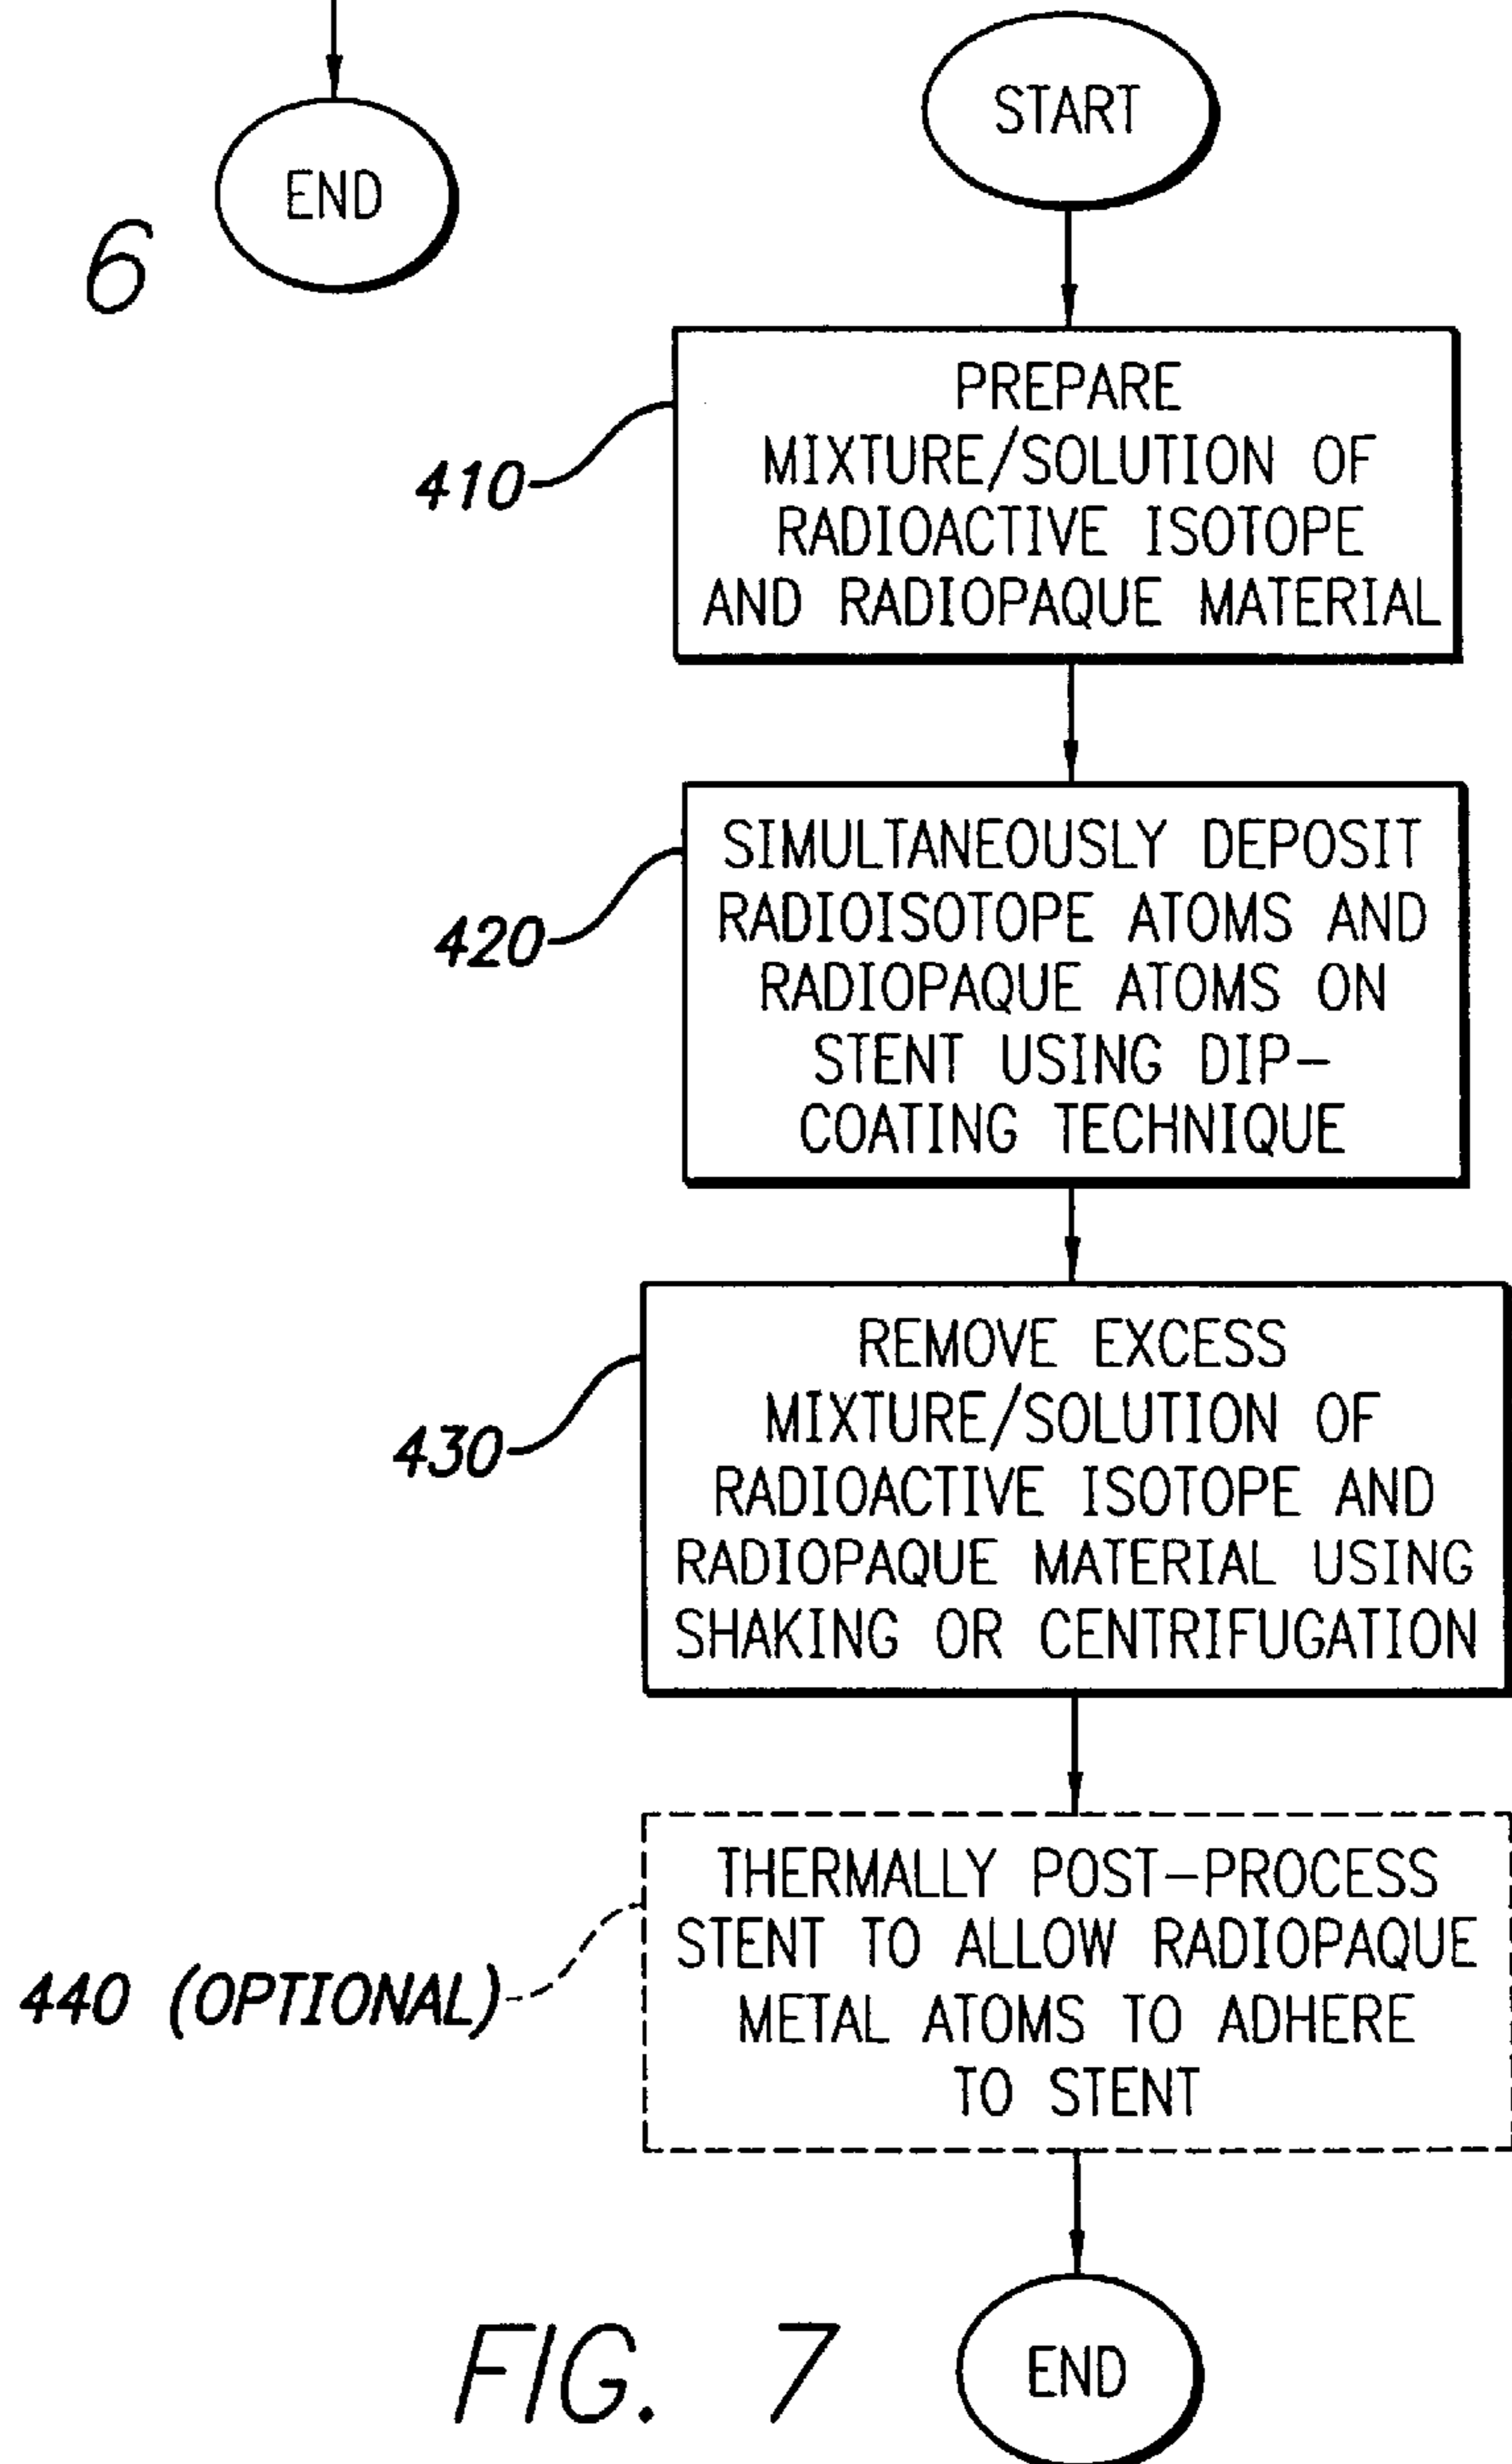 END
6
START
410
PREPARE
MIXTURE/SOLUTION OF
RADIOACTIVE ISOTOPE
AND RADIOPAQUE MATERIAL
420
SIMULTANEOUSLY DEPOSIT
RADIOISOTOPE ATOMS AND
RADIOPAQUE ATOMS ON
STENT USING DIP-
COATING TECHNIQUE
430
REMOVE EXCESS
MIXTURE/SOLUTION OF
RADIOACTIVE ISOTOPE AND
RADIOPAQUE MATERIAL USING
SHAKING OR CENTRIFUGATION
440 (OPTIONAL)
THERMALLY POST-PROCESS
STENT TO ALLOW RADIOPAQUE
METAL ATOMS TO ADHERE
TO STENT
END
FIG. 7